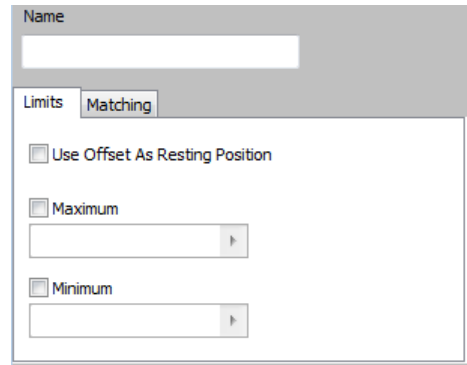 Name
Limits Matching
Use Offset As Resting Position
Maximum
Minimum